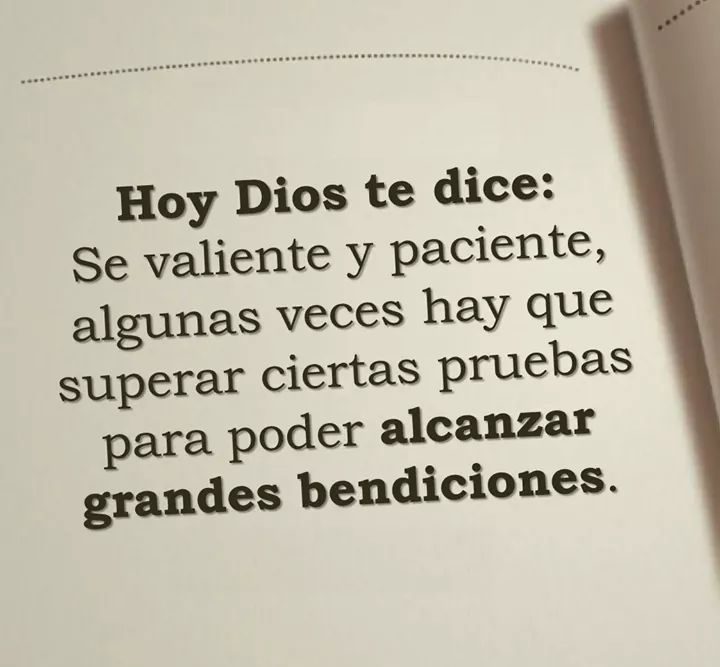 Hoy Dios te dice:
Se valiente y paciente,
algunas veces hay que
superar ciertas pruebas
para poder alcanzar
grandes bendiciones.